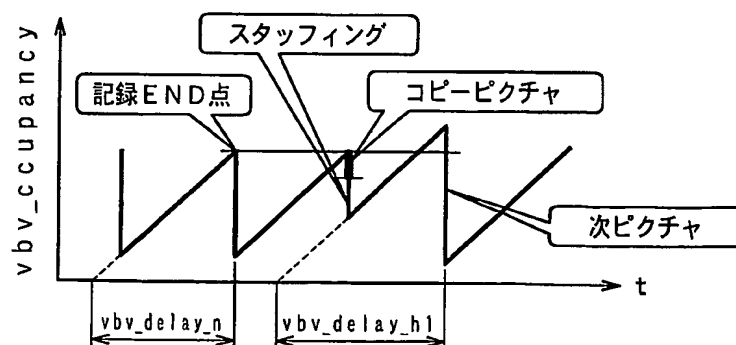 スタッフィング
記録END点
コピーピクチャ
vbv_ccupancy
次ピクチャ
t
vbv_delay_n
vbv_delay_h1